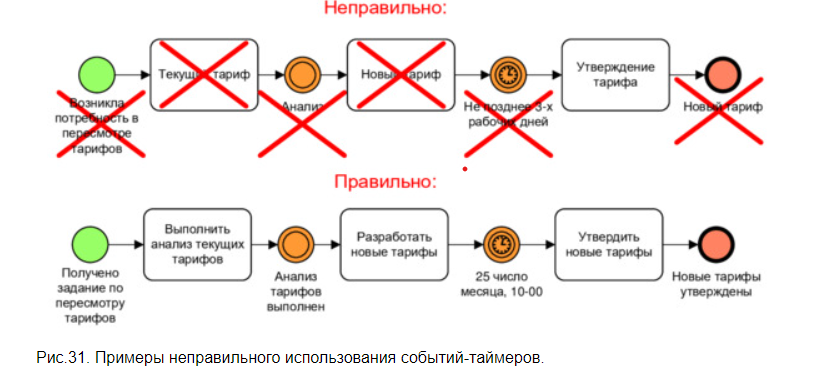 Неправильно:
Текущий тариф
Новый тариф
Утверждение
тарифа
Возникла
потребность в
пересмотре
тарифов
Анализ
Не позднее 3-х
рабочих дней
Новый тариф
Правильно:
Выполнить
анализ текущих
тарифов
Разработать
новые тарифы
Утвердить
новые тарифы
Получено
задание по
пересмотру
тарифов
Анализ
тарифов
выполнен
25 число
месяца, 10-00
Новые тарифы
утверждены
Рис.31. Примеры неправильного использования событий-таймеров.